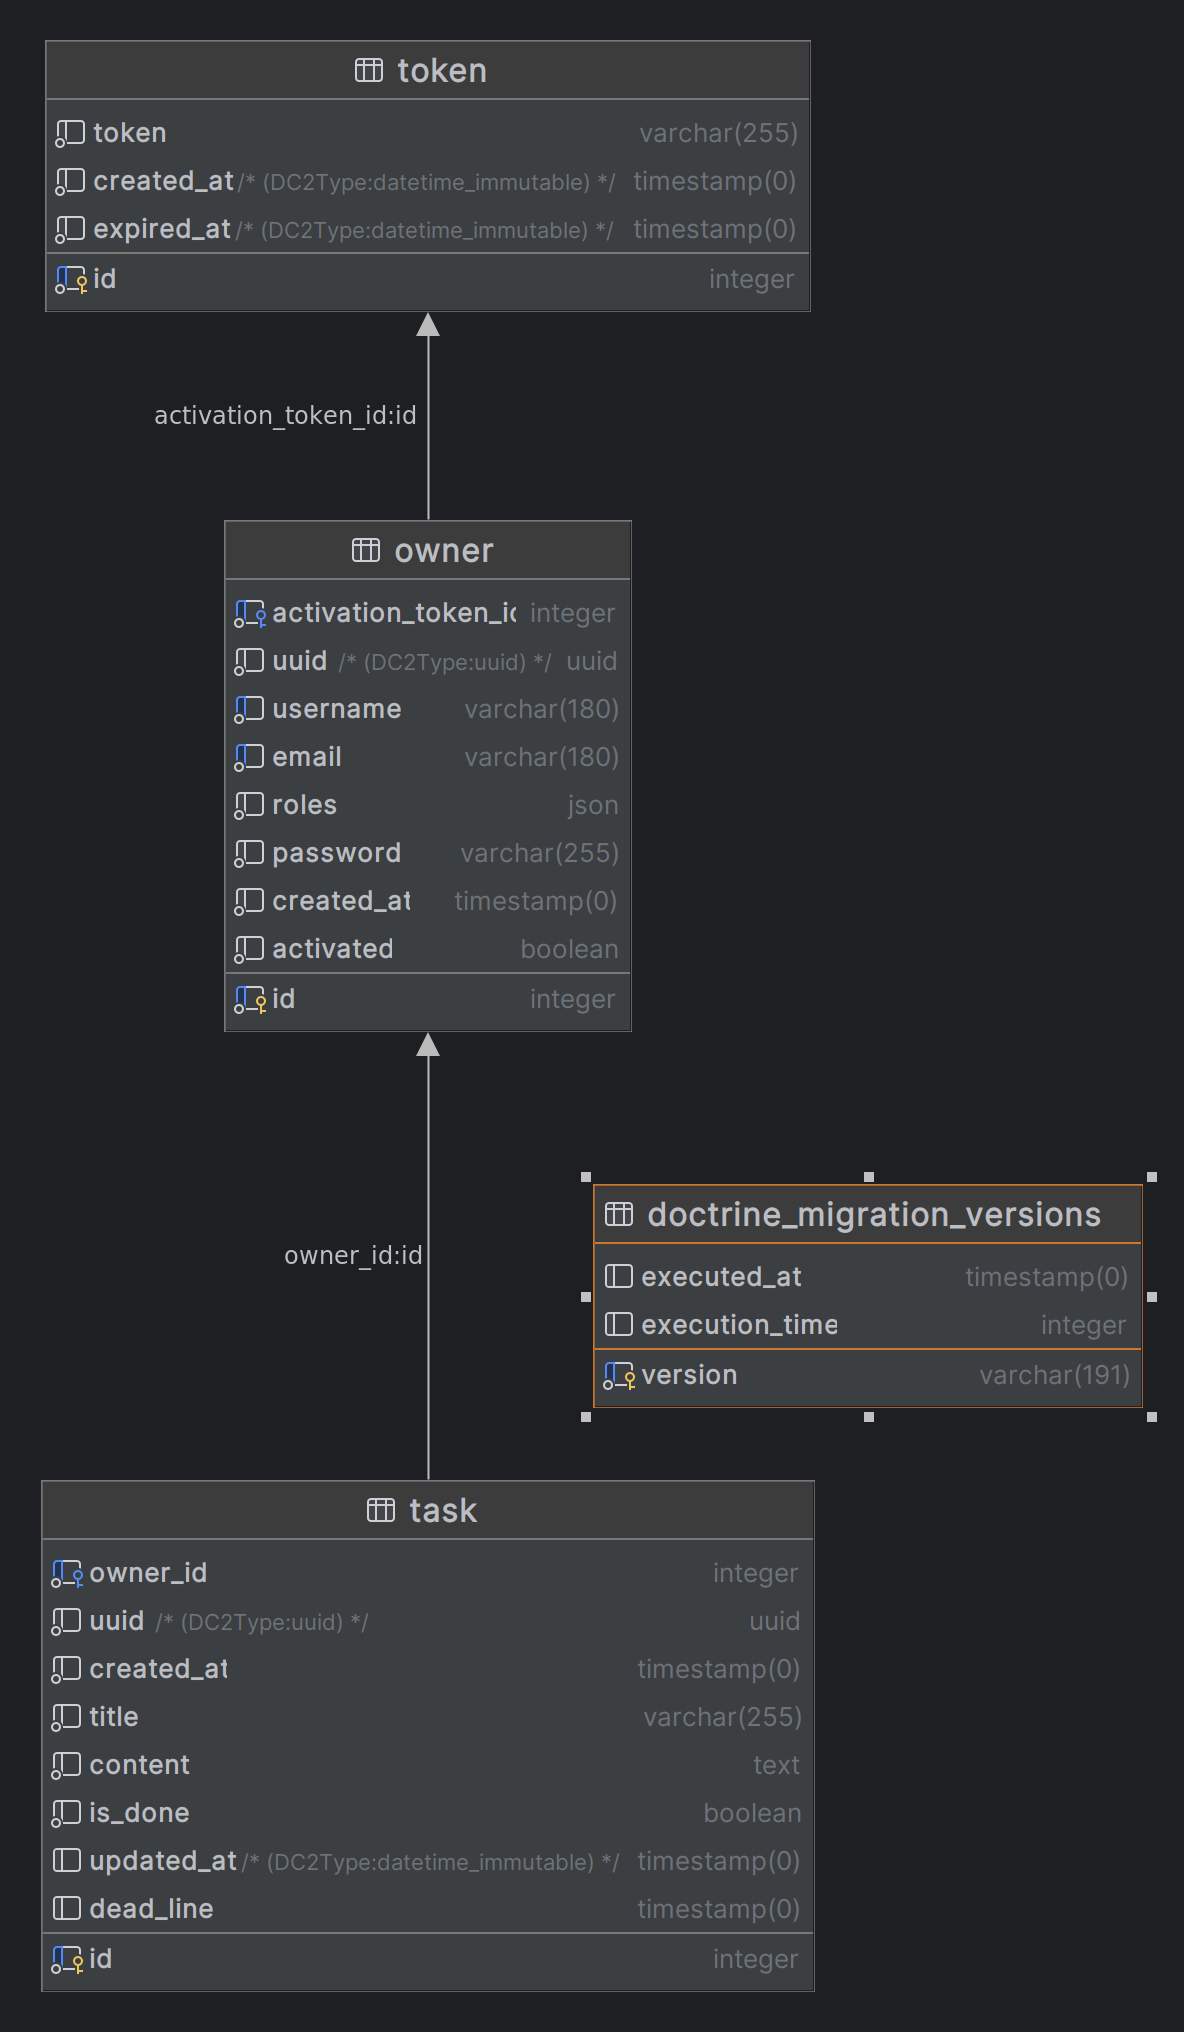 token
token varchar(255)
created_at /* (DC2Type:datetime_immutable) */ timestamp(0)
expired_at /* (DC2Type:datetime_immutable) */ timestamp(0)
id integer
activation_token_id:id
owner
activation_token_id integer
uuid /* (DC2Type:uuid) */ uuid
username varchar(180)
email varchar(180)
roles json
password varchar(255)
created_at timestamp(0)
activated boolean
id integer
owner_id:id
doctrine_migration_versions
executed_at timestamp(0)
execution_time integer
version varchar(191)
task
owner_id integer
uuid /* (DC2Type:uuid) */ uuid
created_at timestamp(0)
title varchar(255)
content text
is_done boolean
updated_at /* (DC2Type:datetime_immutable) */ timestamp(0)
dead_line timestamp(0)
id integer